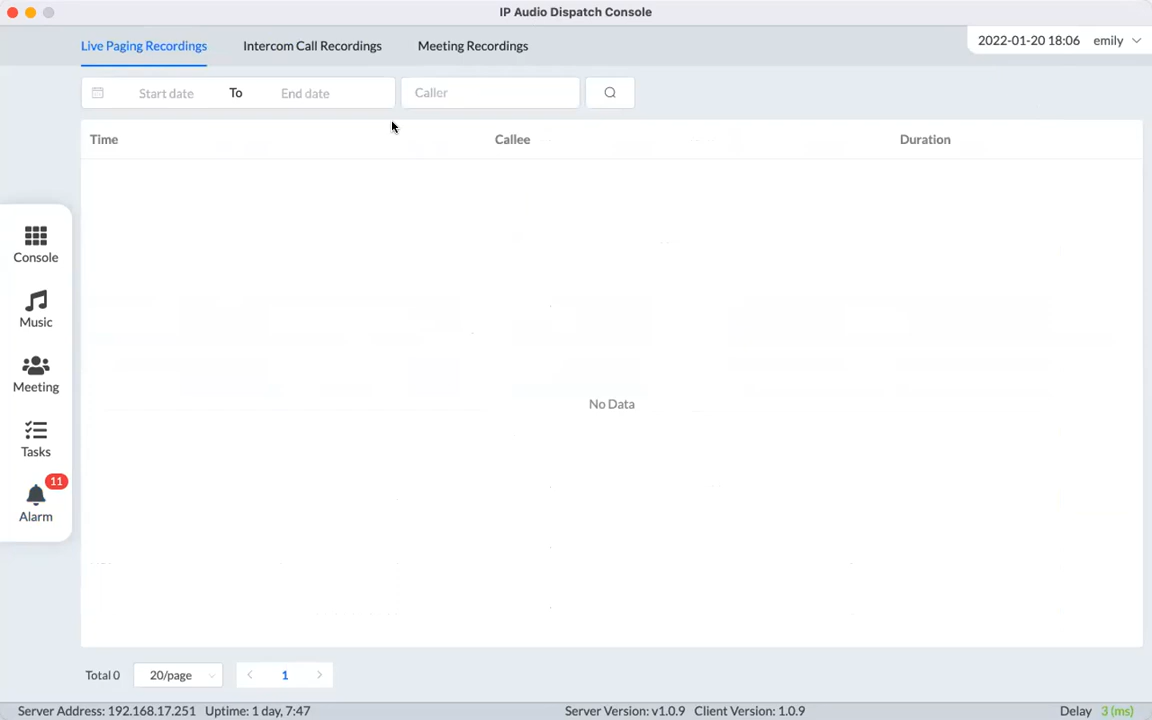 IP Audio Dispatch Console
Live Paging Recordings Intercom Call Recordings Meeting Recordings 2022-01-20 18:06 emily
Start date To End date Caller
Time Callee Duration
Console
Music
Meeting
No Data
Tasks
11
Alarm
Total 0 20/page 1
Server Address: 192.168.17.251 Uptime: 1 day, 7:47 Server Version: v1.0.9 Client Version: 1.0.9 Delay 3 (ms)